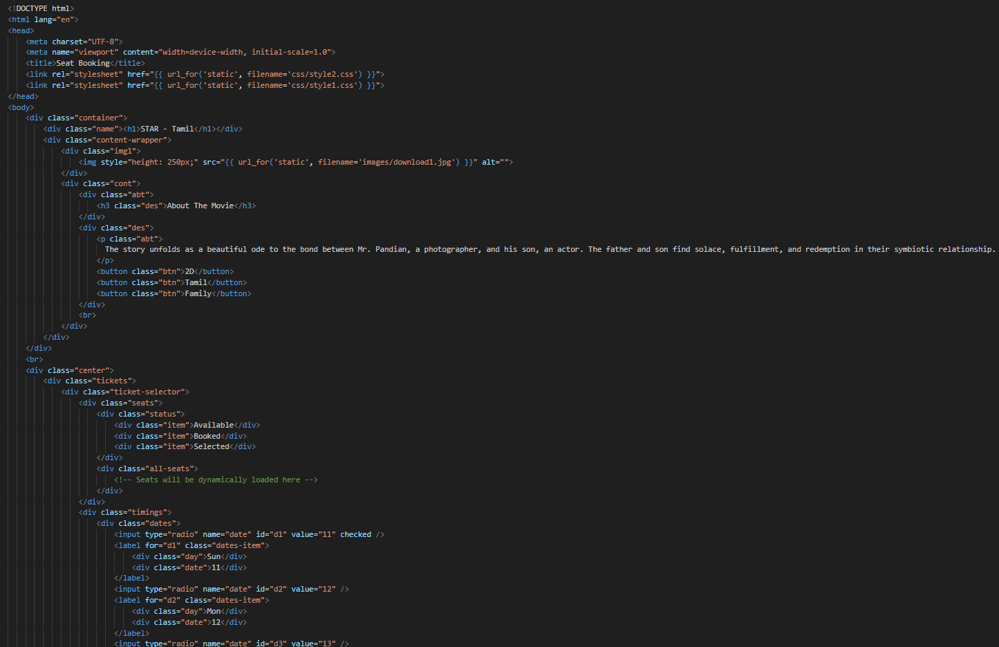 <!DOCTYPE html>
<html lang="en">
<head>
    <meta charset="UTF-8">
    <meta name="viewport" content="width=device-width, initial-scale=1.0">
    <title>Seat Booking</title>
    <link rel="stylesheet" href="{{ url_for('static', filename='css/style2.css') }}">
    <link rel="stylesheet" href="{{ url_for('static', filename='css/style1.css') }}">
</head>
<body>
    <div class="container">
        <div class="name"><h1>STAR - Tamil</h1></div>
        <div class="content-wrapper">
            <div class="img1">
                <img style="height: 250px;" src="{{ url_for('static', filename='images/download1.jpg') }}" alt="">
            </div>
            <div class="cont">
                <div class="abt">
                    <h3 class="des">About The Movie</h3>
                </div>
                <div class="des">
                    <p class="abt">
                      The story unfolds as a beautiful ode to the bond between Mr. Pandian, a photographer, and his son, an actor. The father and son find solace, fulfillment, and redemption in their symbiotic relationship.
                    </p>
                    <button class="btn">2D</button>
                    <button class="btn">Tamil</button>
                    <button class="btn">Family</button>
                </div>
                <br>
            </div>
        </div>
    </div>
    <br>
    <div class="center">
        <div class="tickets">
            <div class="ticket-selector">
                <div class="seats">
                    <div class="status">
                        <div class="item">Available</div>
                        <div class="item">Booked</div>
                        <div class="item">Selected</div>
                    </div>
                    <div class="all-seats">
                        <!-- Seats will be dynamically loaded here -->
                    </div>
                </div>
                <div class="timings">
                    <div class="dates">
                        <input type="radio" name="date" id="d1" value="11" checked />
                        <label for="d1" class="dates-item">
                            <div class="day">Sun</div>
                            <div class="date">11</div>
                        </label>
                        <input type="radio" name="date" id="d2" value="12" />
                        <label for="d2" class="dates-item">
                            <div class="day">Mon</div>
                            <div class="date">12</div>
                        </label>
                        <input type="radio" name="date" id="d3" value="13" />